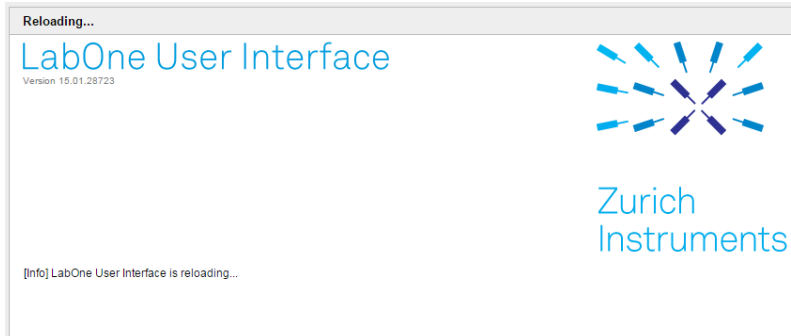 Reloading...
LabOne User Interface
Version 15.01.28723
Zurich
Instruments
[Info] LabOne User Interface is reloading...